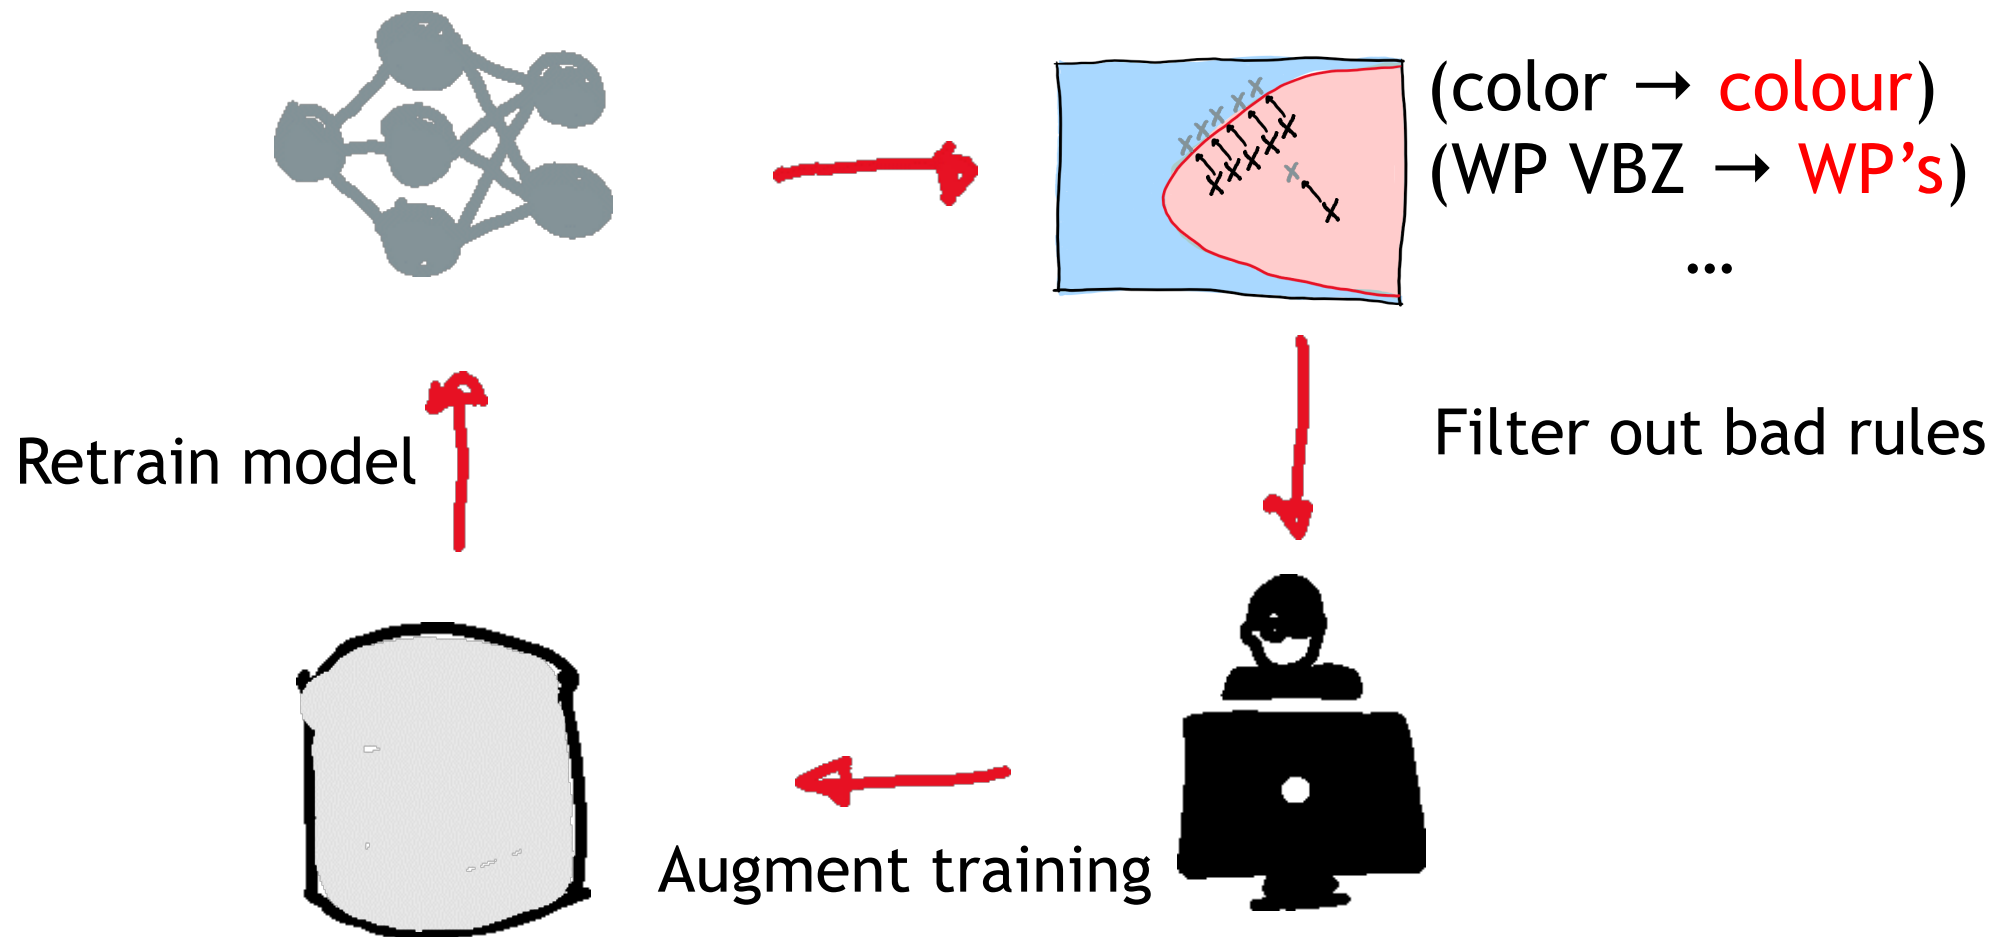 (color → colour)
(WP VBZ → WP’s)
…
Filter out bad rules
Retrain model
Augment training